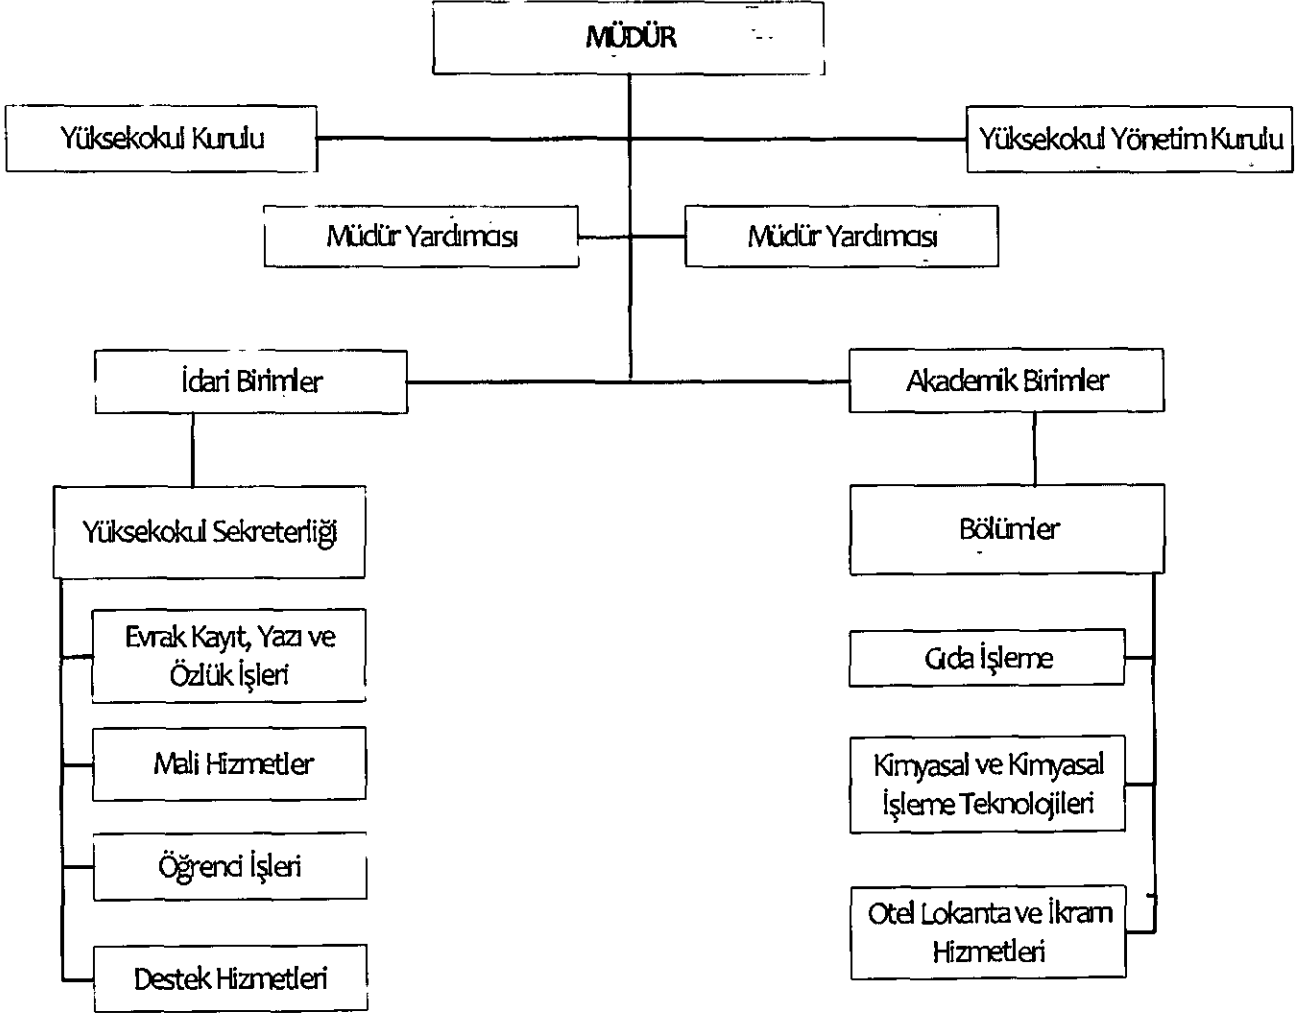 MÜDÜR
Yüksekokul Kurulu
Yüksekokul Yönetim Kurulu
Müdür Yardımcısı
Müdür Yardımcısı
İdari Birimler
Akademik Birimler
Yüksekokul Sekreterliği
Bölümler
Evrak Kayıt, Yazı ve
Özlük İşleri
Mali Hizmetler
Öğrenci İşleri
Destek Hizmetleri
Gıda İşleme
Kimyasal ve Kimyasal
İşleme Teknolojileri
Otel Lokanta ve İkram
Hizmetleri